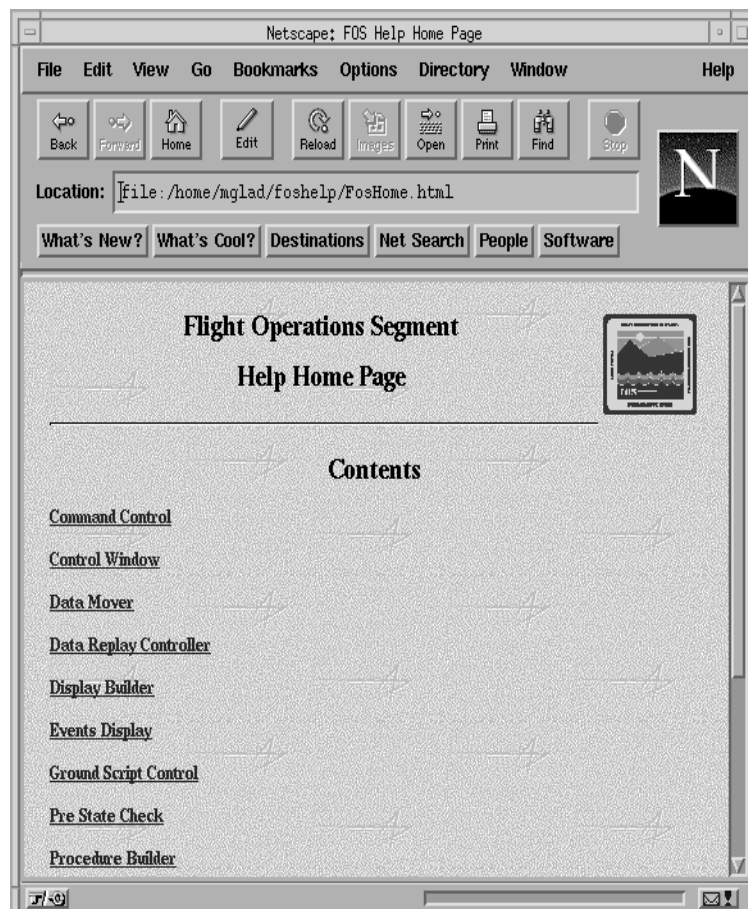 Netscape: FOS Help Home Page
File Edit View Go Bookmarks Options Directory Window Help
Back Forward Home Edit Reload Images Open Print Find Stop
N
Location: file:/home/mglad/foshelp/FosHome.html
What's New? What's Cool? Destinations Net Search People Software
Flight Operations Segment
Help Home Page
Contents
Command Control
Control Window
Data Mover
Data Replay Controller
Display Builder
Events Display
Ground Script Control
Pre State Check
Procedure Builder